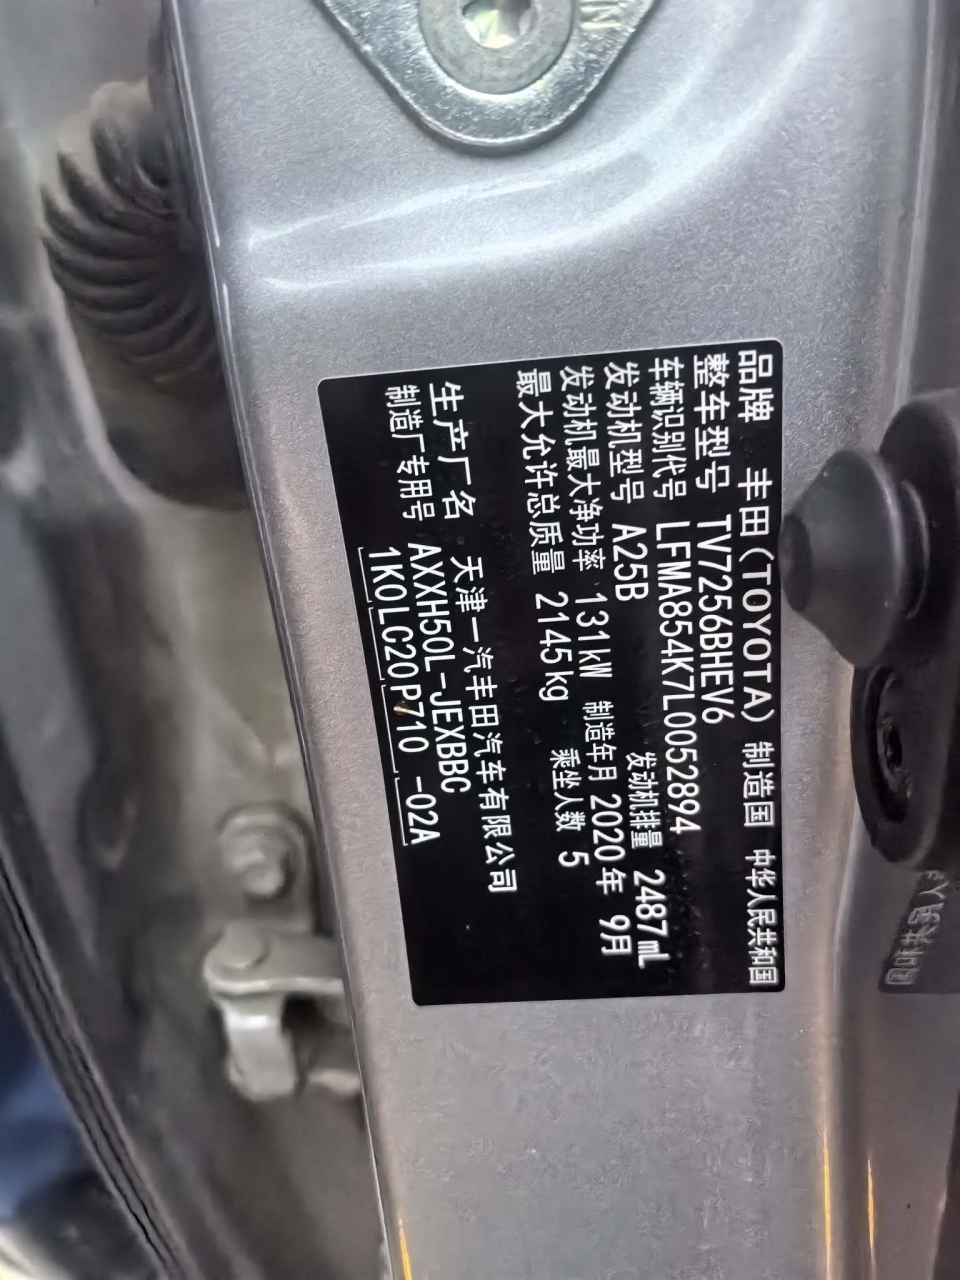 品牌 丰田(TOYOTA) 制造国 中华人民共和国
整车型号 TV7256BHEV6
车辆识别代号 LFMA854K7L0052894
发动机型号 A25B 发动机排量 2487mL
发动机最大净功率 131kW 制造年月 2020年 9月
最大允许总质量 2145kg 乘坐人数 5
生产厂名 天津一汽丰田汽车有限公司
制造厂专用号 AXXH50L-JEXBBC
1K0LC20P710 -02A